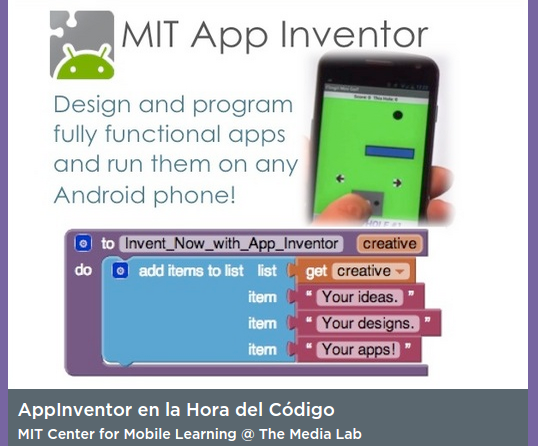 MIT App Inventor
Design and program
fully functional apps
and run them on any
Android phone!
to Invent_Now_with_App_Inventor creative
do add items to list list get creative
item " Your ideas. "
item " Your designs. "
item " Your apps! "
AppInventor en la Hora del Código
MIT Center for Mobile Learning @ The Media Lab